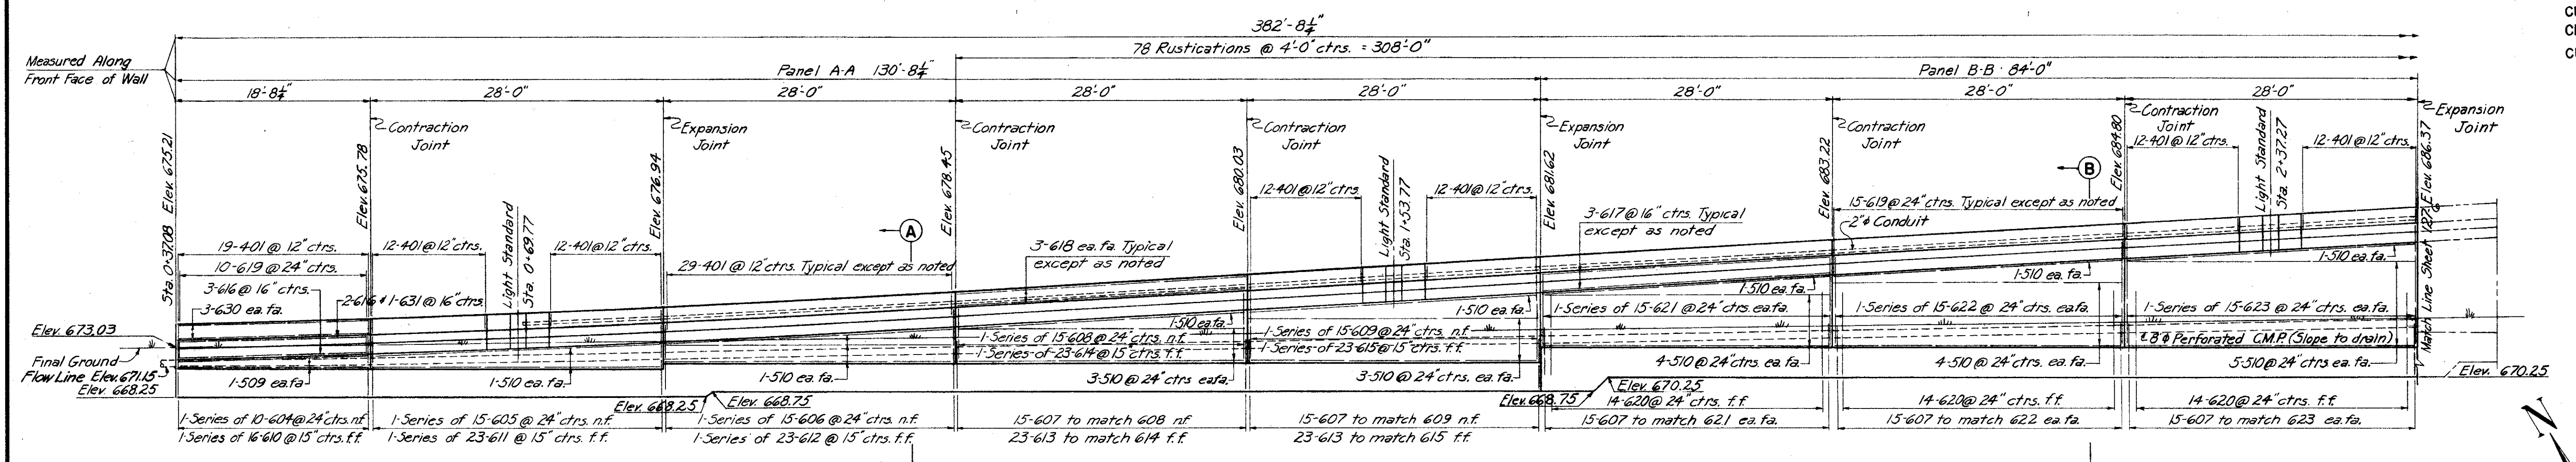 382'-8¼"
78 Rustications @ 4'-0" ctrs. = 308'-0"
Measured Along
Front Face of Wall
Panel A-A 130'-8¼"
Panel B-B 84'-0"
18'-8¼"
28'-0"
28'-0"
28'-0"
28'-0"
28'-0"
28'-0"
28'-0"
Contraction
Joint
Expansion
Joint
Contraction
Joint
Contraction
Joint
Expansion
Joint
Contraction
Joint
Contraction
Joint
Expansion
Joint
Sta. 0+37.08 Elev. 675.21
Elev. 675.78
Elev. 676.94
Elev. 678.45
Elev. 680.03
Elev. 681.62
Elev. 683.22
Elev. 684.80
Elev. 686.37
Match Line Sheet 127
Light Standard
Sta. 0+69.77
Light Standard
Sta. 1+53.77
Light Standard
Sta. 2+37.27
12-401@12"ctrs.
12-401@12"ctrs.
12-401@12"ctrs.
12-401@12"ctrs.
A
B
15-619@24"ctrs. Typical except as noted
2"φ Conduit
3-617@16"ctrs. Typical
except as noted
3-618 ea. fa. Typical
except as noted
29-401@12"ctrs. Typical except as noted
19-401@12"ctrs.
12-401@12"ctrs.
12-401@12"ctrs.
10-619@24"ctrs.
3-616@16"ctrs.
2-616 & 1-631@16"ctrs.
3-630 ea. fa.
Elev. 673.03
Final Ground
Flow Line Elev. 671.15
Elev. 668.25
1-509 ea.fa.
1-510 ea. fa.
1-510 ea. fa.
1-510 ea.fa.
1-510 ea. fa.
1-510 ea.fa.
1-510 ea. fa.
1-510 ea. fa.
1-Series of 15-608@24"ctrs. n.f.
1-Series of 23-614@15"ctrs. f.f.
1-Series of 15-609@24"ctrs. n.f.
1-Series of 23-615@15"ctrs. f.f.
1-Series of 15-621@24"ctrs. ea.fa.
1-Series of 15-622@24"ctrs. ea.fa.
1-Series of 15-623@24"ctrs. ea.fa.
℄ 8"φ Perforated C.M.P. (Slope to drain)
3-510@24"ctrs ea.fa.
3-510@24"ctrs. ea. fa.
4-510@24"ctrs. ea. fa.
4-510@24"ctrs. ea. fa.
5-510@24"ctrs. ea. fa.
Elev. 668.25
Elev. 668.75
Elev. 668.75
Elev. 670.25
Elev. 670.25
1-Series of 10-604@24"ctrs.n.f.
1-Series of 16-610@15"ctrs.f.f.
1-Series of 15-605@24"ctrs. n.f.
1-Series of 23-611@15"ctrs. f.f.
1-Series of 15-606@24"ctrs. n.f.
1-Series of 23-612@15"ctrs. f.f.
15-607 to match 608 n.f.
23-613 to match 614 f.f.
15-607 to match 609 n.f.
23-613 to match 615 f.f.
14-620@24"ctrs. f.f.
15-607 to match 621 ea. fa.
14-620@24"ctrs. f.f.
15-607 to match 622 ea. fa.
14-620@24"ctrs. f.f.
15-607 to match 623 ea.fa.
N